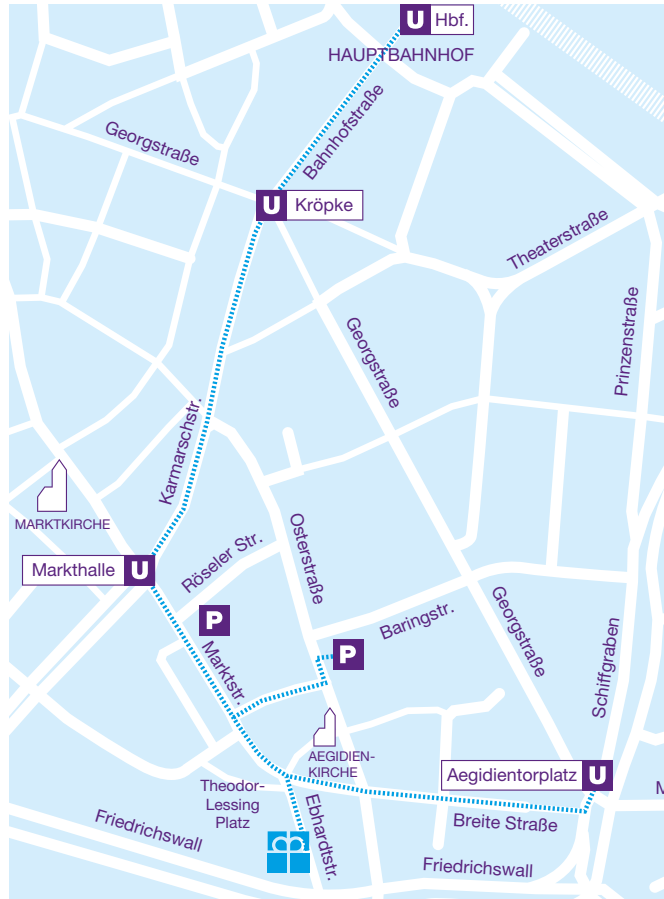 U Hbf.
HAUPTBAHNHOF
Bahnhofstraße
Georgstraße
U Kröpke
Theaterstraße
Prinzenstraße
Georgstraße
Karmarschstr.
MARKTKIRCHE
Osterstraße
Röseler Str.
Markthalle U
P
Baringstr.
Georgstraße
Schiffgraben
P
Marktstr.
AEGIDIEN-
KIRCHE
Aegidientorplatz U
Theodor-
Lessing
Platz
M
Ebhardtstr.
Breite Straße
Friedrichswall
Friedrichswall